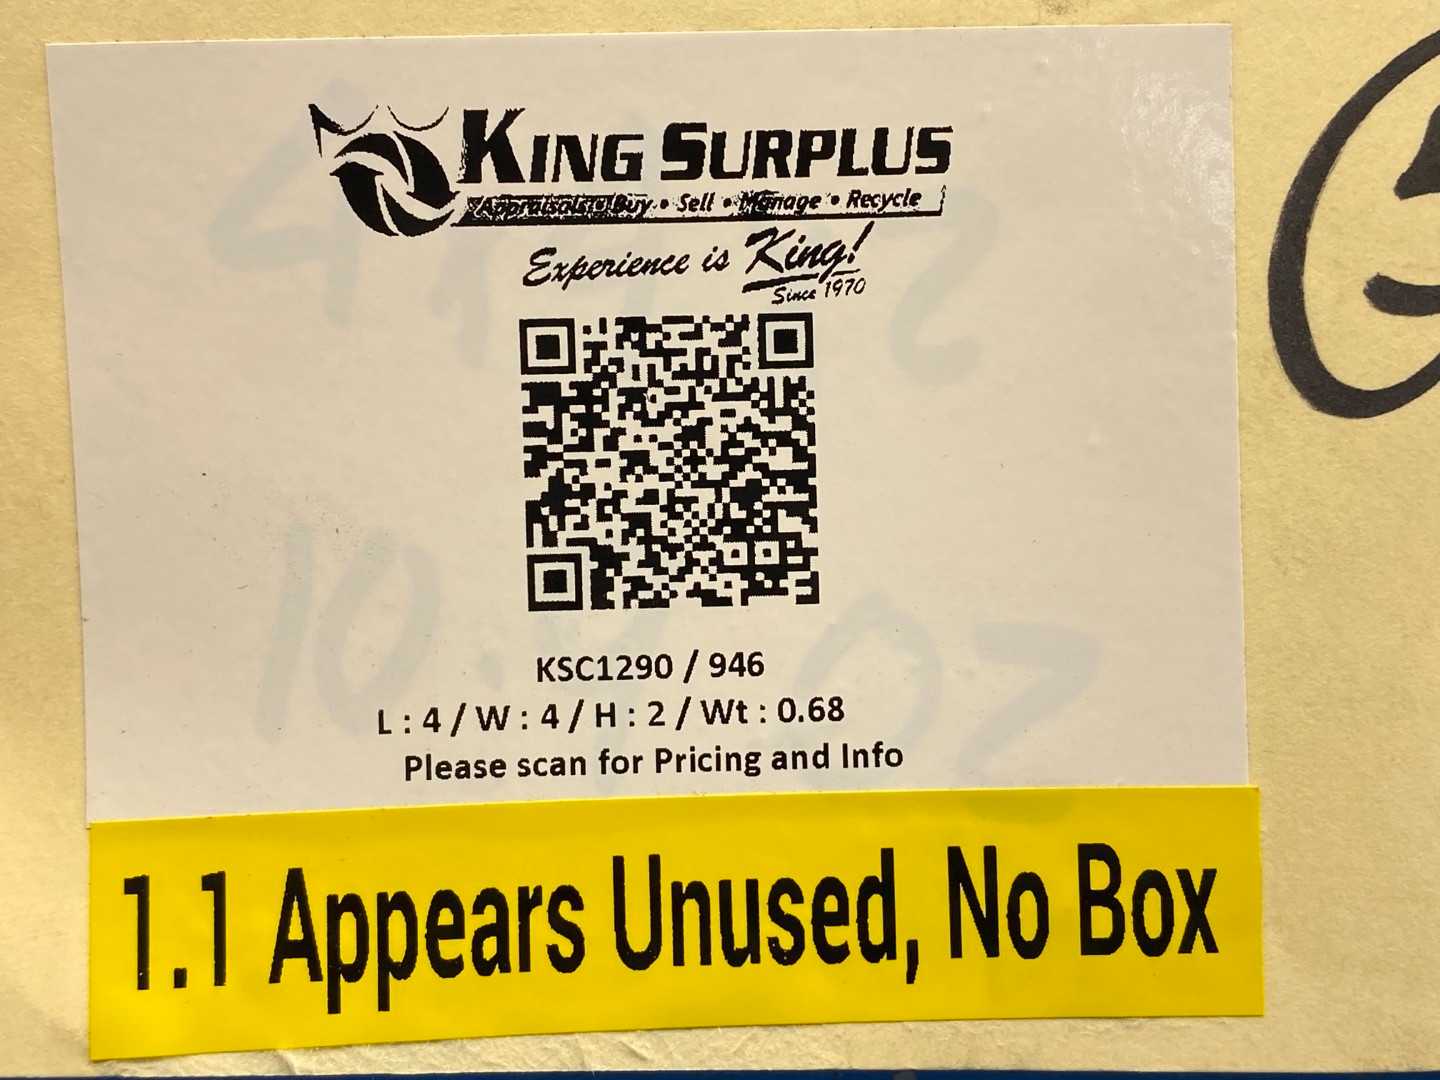 KING SURPLUS
Appraisals • Buy • Sell • Manage • Recycle
Experience is King!
Since 1970
KSC1290 / 946
L : 4 / W : 4 / H : 2 / Wt : 0.68
Please scan for Pricing and Info
1.1 Appears Unused, No Box